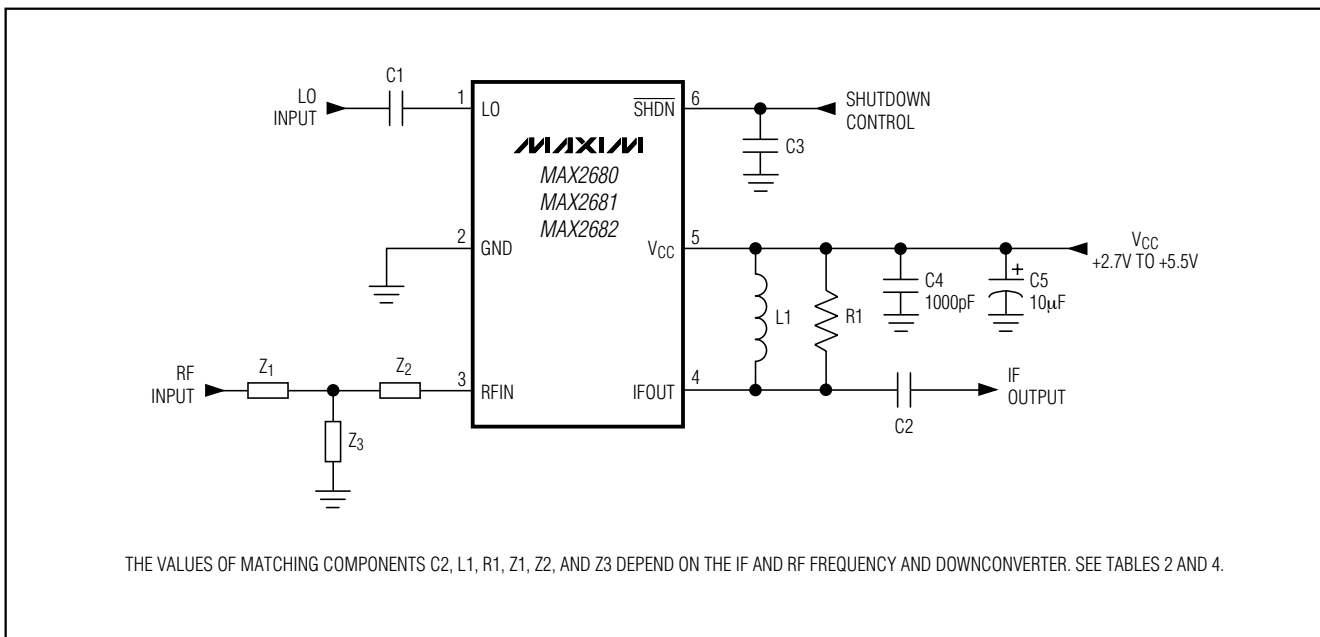 C1
LO
INPUT
1
LO
SHDN
6
SHUTDOWN
CONTROL
C3
MAXIM
MAX2680
MAX2681
MAX2682
2
GND
VCC
5
VCC
+2.7V TO +5.5V
L1
R1
C4
1000pF
+
C5
10µF
RF
INPUT
Z1
Z2
3
RFIN
IFOUT
4
IF
OUTPUT
C2
Z3
THE VALUES OF MATCHING COMPONENTS C2, L1, R1, Z1, Z2, AND Z3 DEPEND ON THE IF AND RF FREQUENCY AND DOWNCONVERTER. SEE TABLES 2 AND 4.